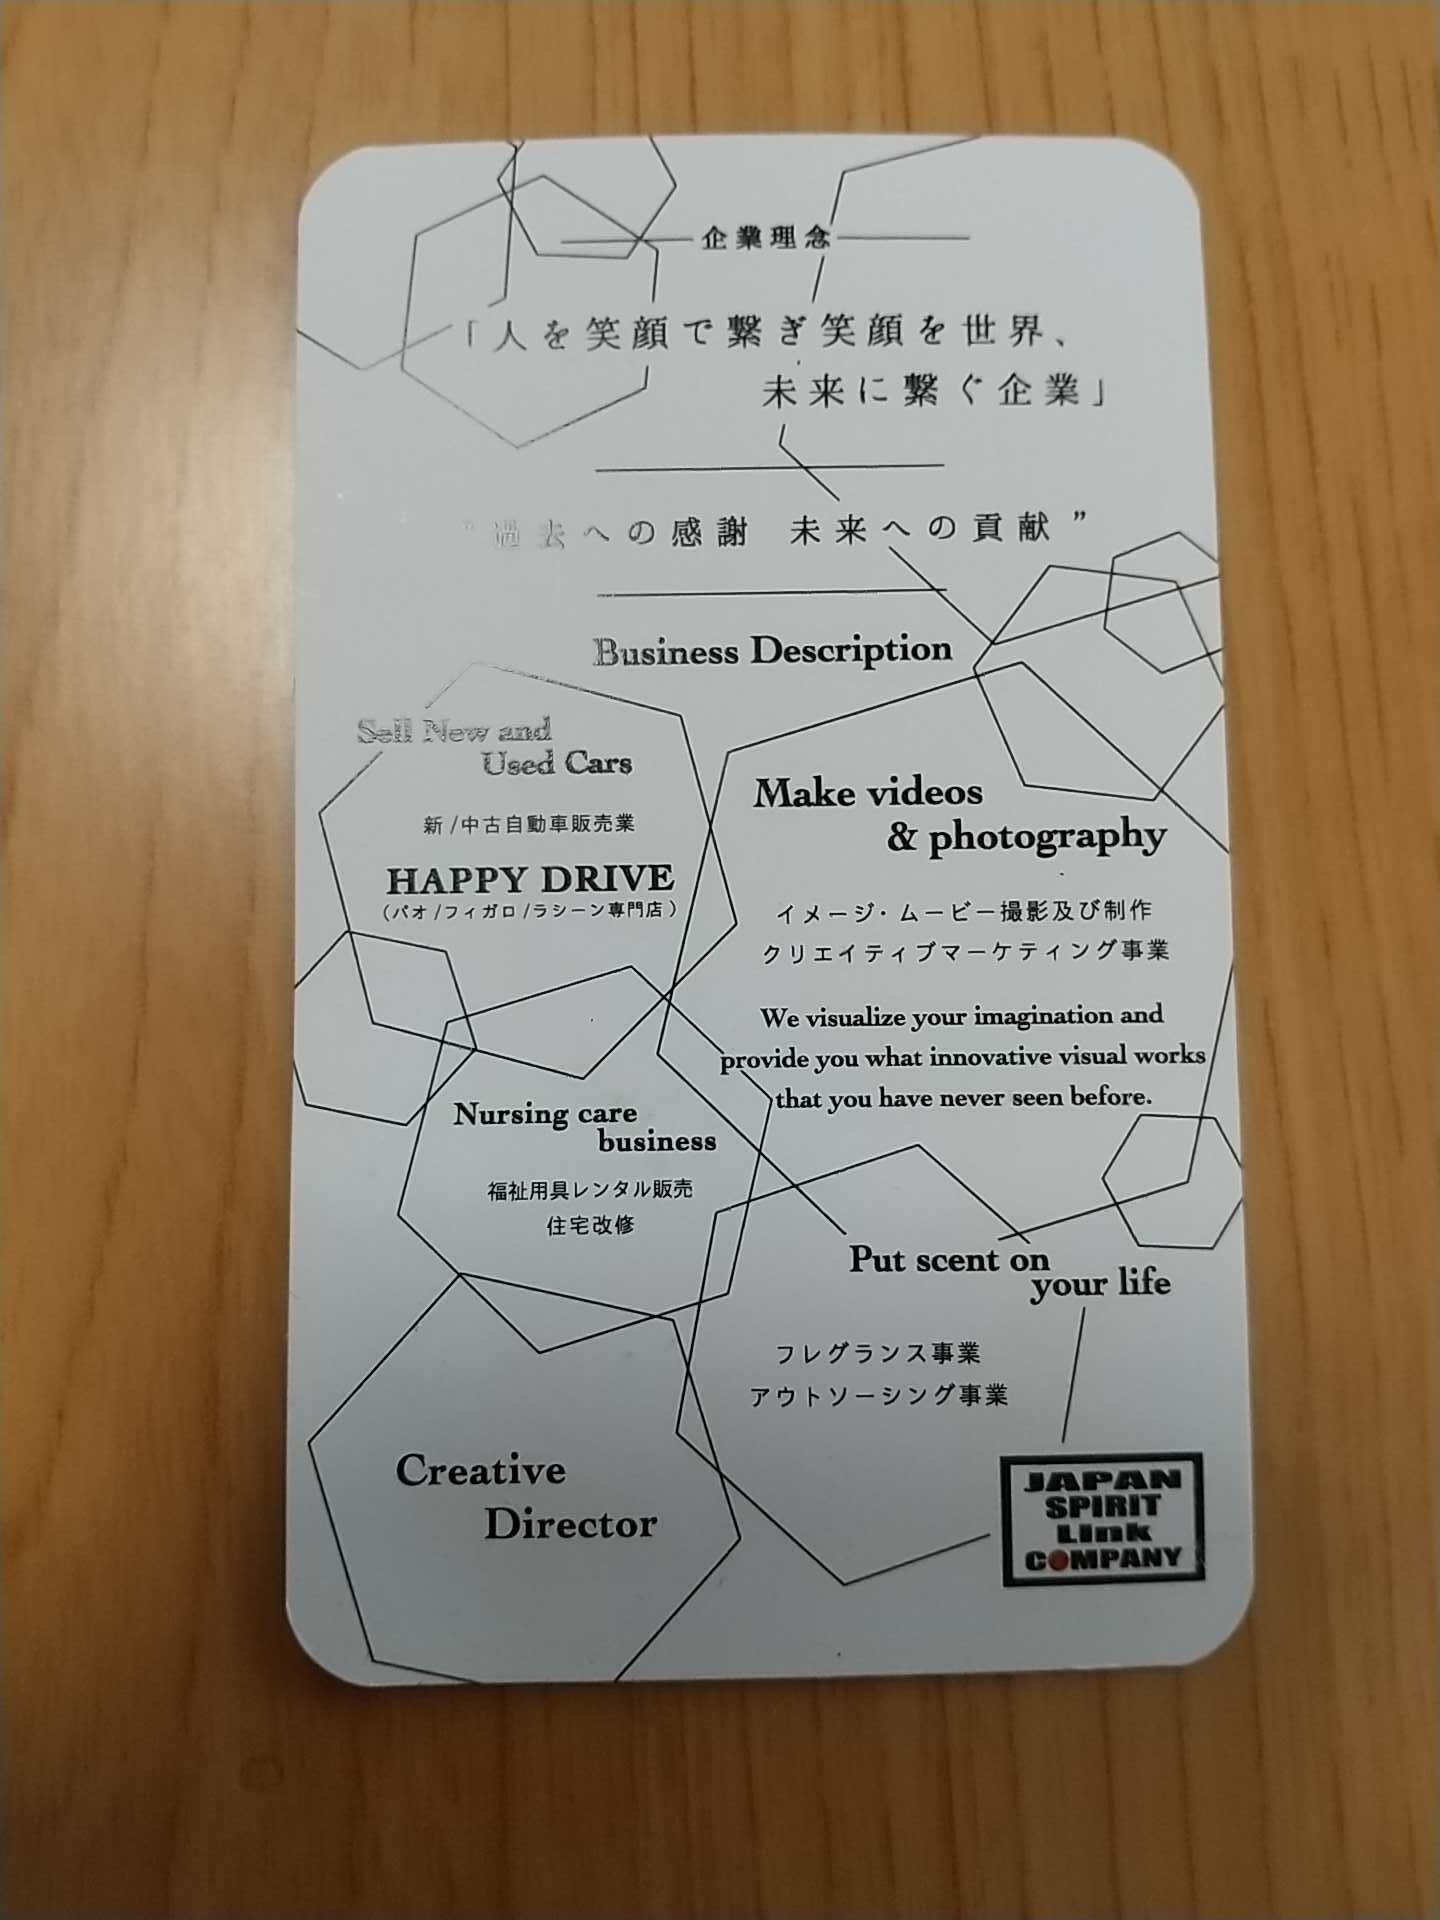 企業理念
「人を笑顔で繋ぎ笑顔を世界、
未来に繋ぐ企業」
"過去への感謝 未来への貢献"
Business Description
Sell New and
Used Cars
新/中古自動車販売業
HAPPY DRIVE
(パオ/フィガロ/ラシーン専門店)
Make videos
& photography
イメージ・ムービー撮影及び制作
クリエイティブマーケティング事業
We visualize your imagination and
provide you what innovative visual works
that you have never seen before.
Nursing care
business
福祉用具レンタル販売
住宅改修
Put scent on
your life
フレグランス事業
アウトソーシング事業
Creative
Director
JAPAN
SPIRIT
LInk
COMPANY